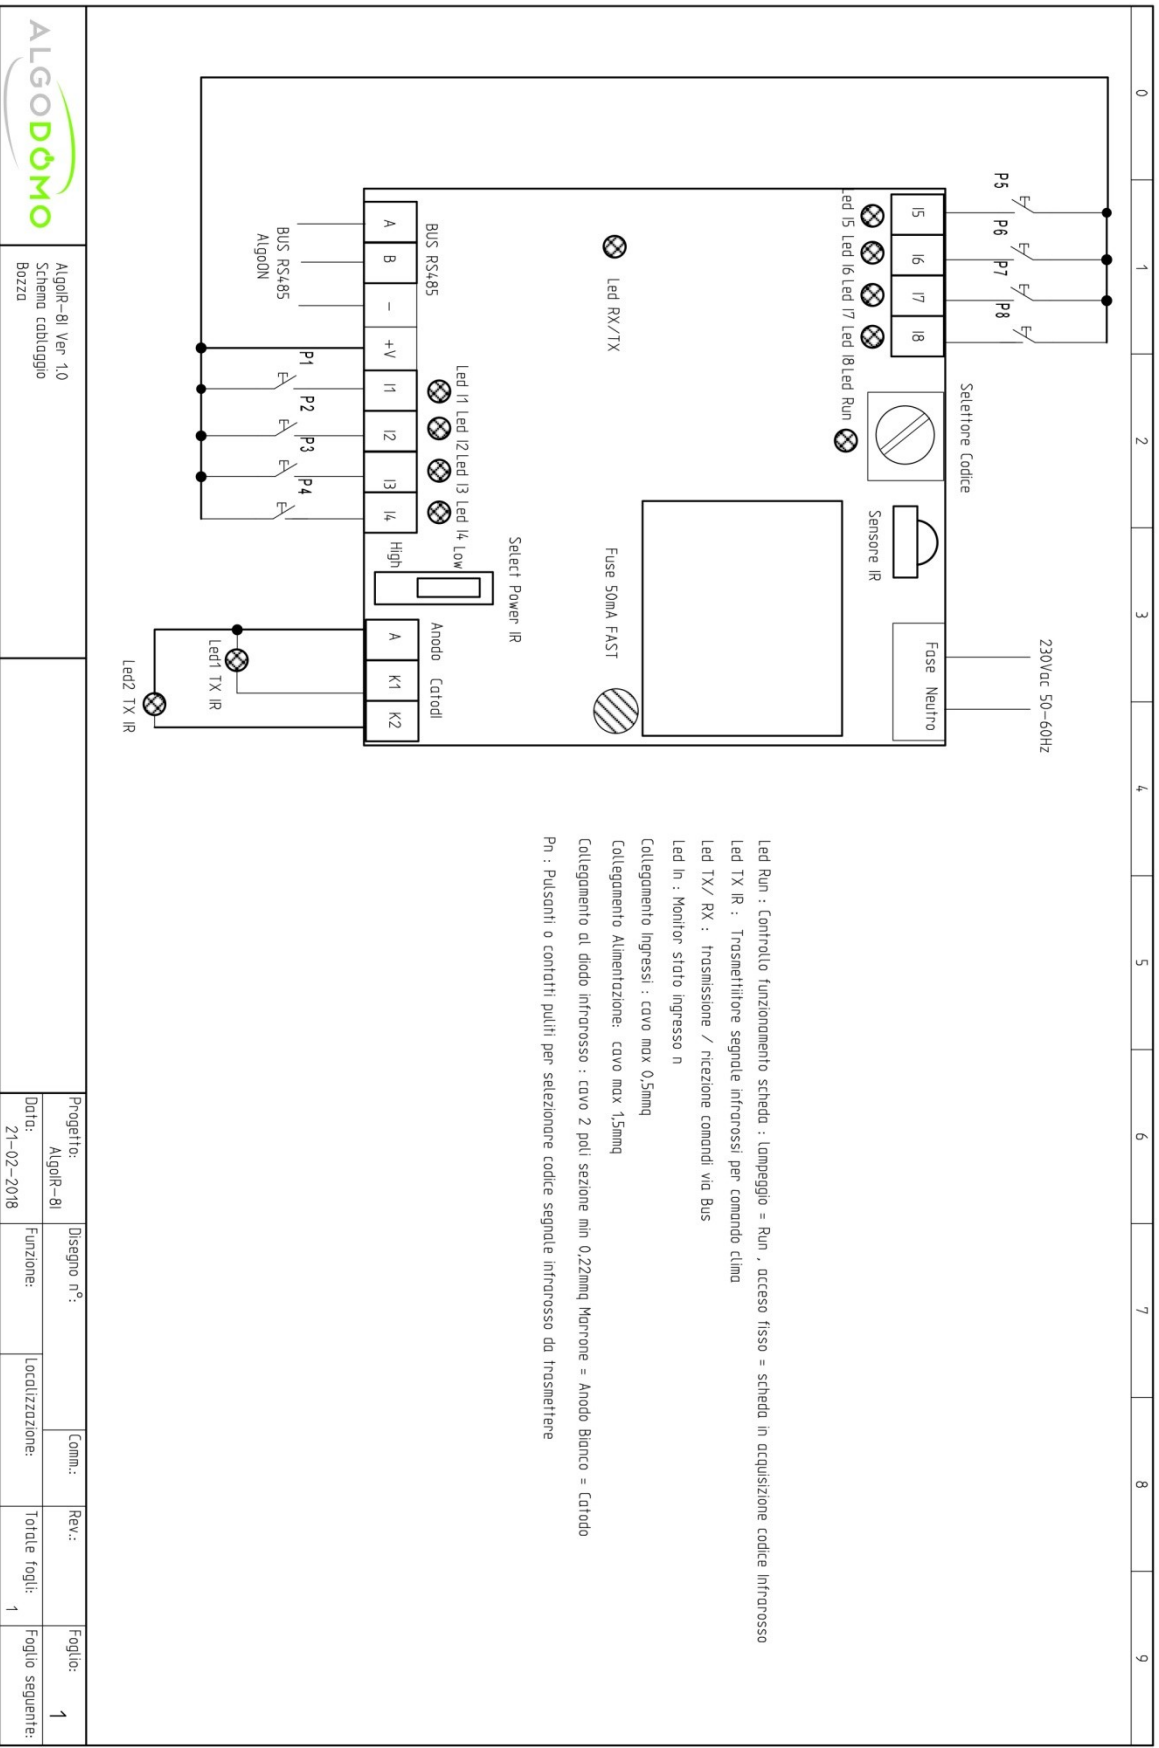 0 1 2 3 4 5 6 7 8 9
P5 P6 P7 P8
230Vac 50-60Hz
I5 I6 I7 I8
Selettore Codice
Sensore IR
Fase Neutro
Led I5 Led I6 Led I7 Led I8 Led Run
Led RX/TX
Fuse 50mA FAST
Select Power IR
Led I1 Led I2 Led I3 Led I4 Low
High
BUS RS485
Anodo Catodl
A B - +V I1 I2 I3 I4
A K1 K2
BUS RS485
AlgoON
P1 P2 P3 P4
Led1 TX IR
Led2 TX IR
Led Run : Controllo funzionamento scheda : lampeggio = Run , acceso fisso = scheda in acquisizione codice Infrarosso
Led TX IR : Trasmettiitore segnale infrarossi per comando clima
Led TX/ RX : trasmissione / ricezione comandi via Bus
Led In : Monitor stato ingresso n
Collegamento Ingressi : cavo max 0,5mmq
Collegamento Alimentazione: cavo max 1,5mmq
Collegamento al diodo infrarosso : cavo 2 poli sezione min 0,22mmq Marrone = Anodo Bianco = Catodo
Pn : Pulsanti o contatti puliti per selezionare codice segnale infrarosso da trasmettere
ALGODOMO
AlgoIR-8I Ver 1.0
Schema cablaggio
Bozza
Progetto:
AlgoIR-8I
Disegno n°:
Comm.:
Rev.:
Foglio:
1
Data:
21-02-2018
Funzione:
Localizzazione:
Totale fogli: 1
Foglio seguente: